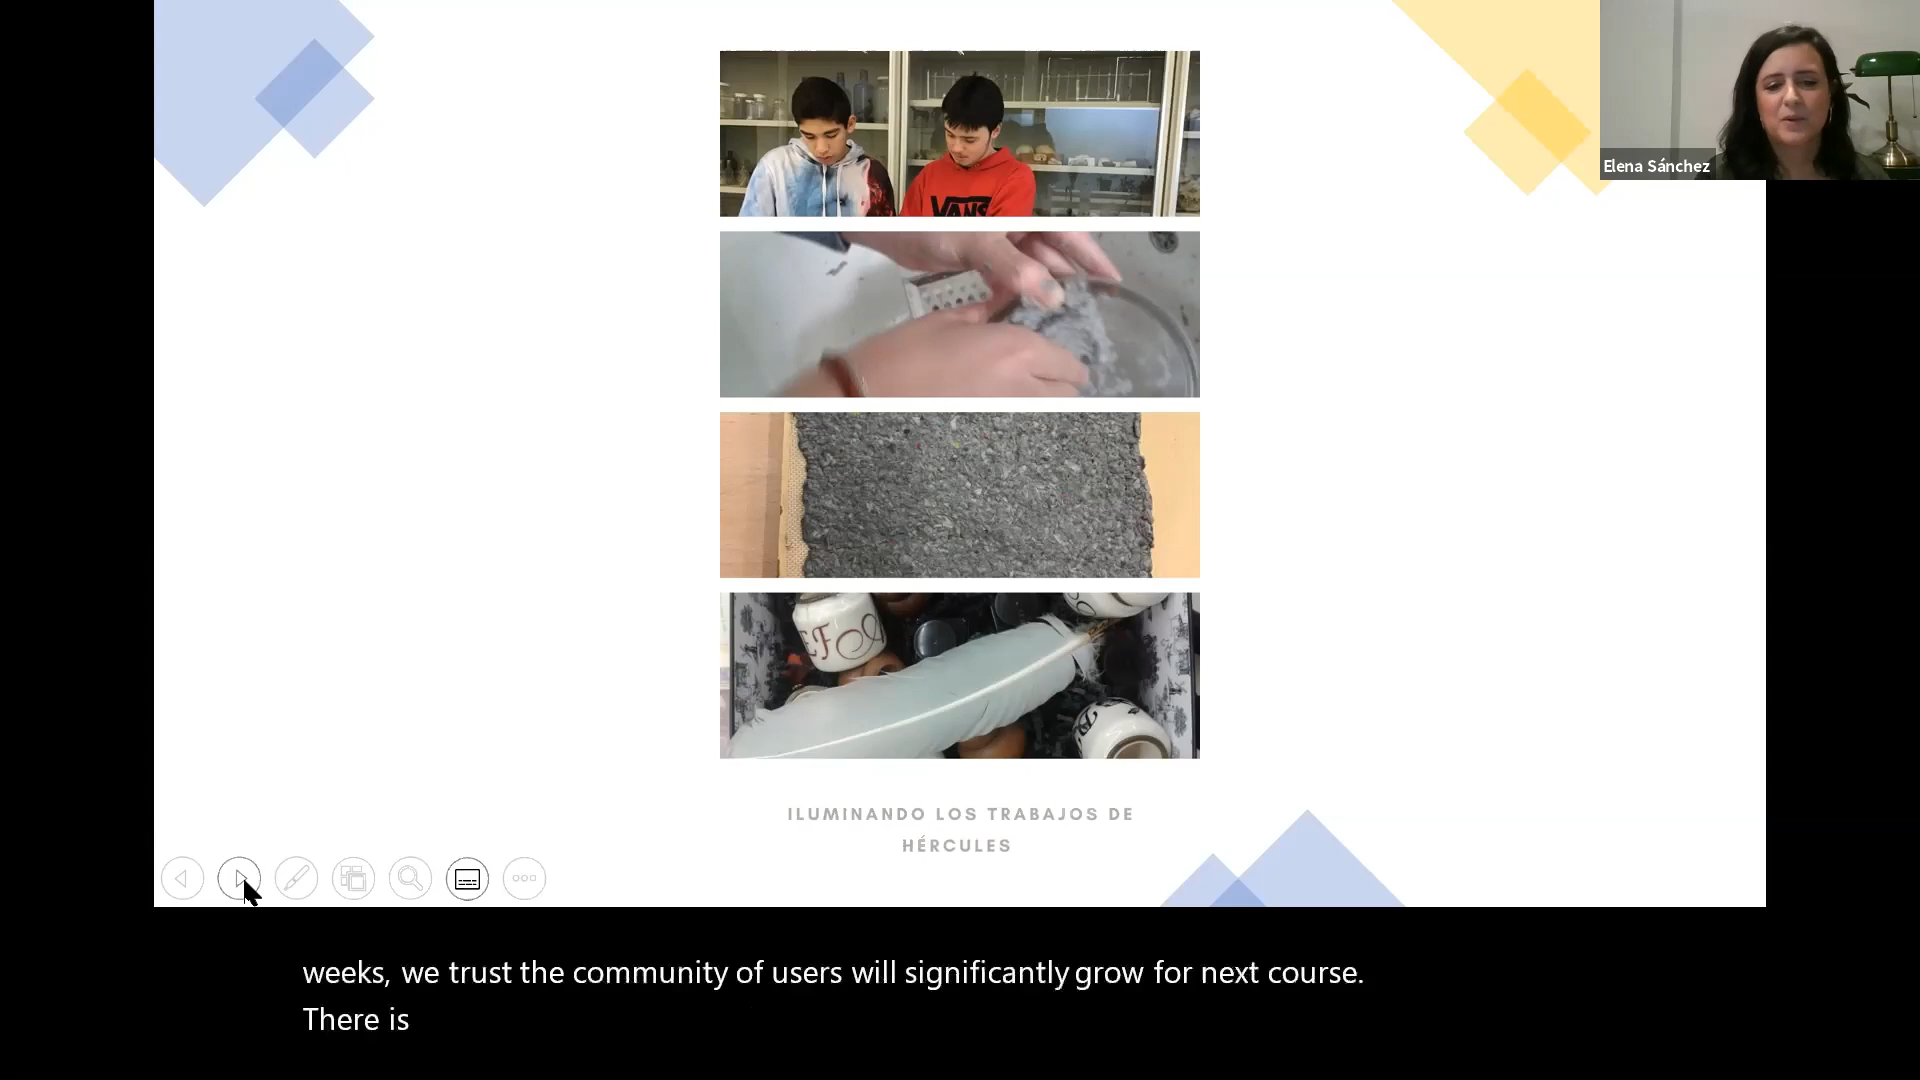 VANS
Elena Sánchez
ILUMINANDO LOS TRABAJOS DE
HÉRCULES
weeks, we trust the community of users will significantly grow for next course.
There is